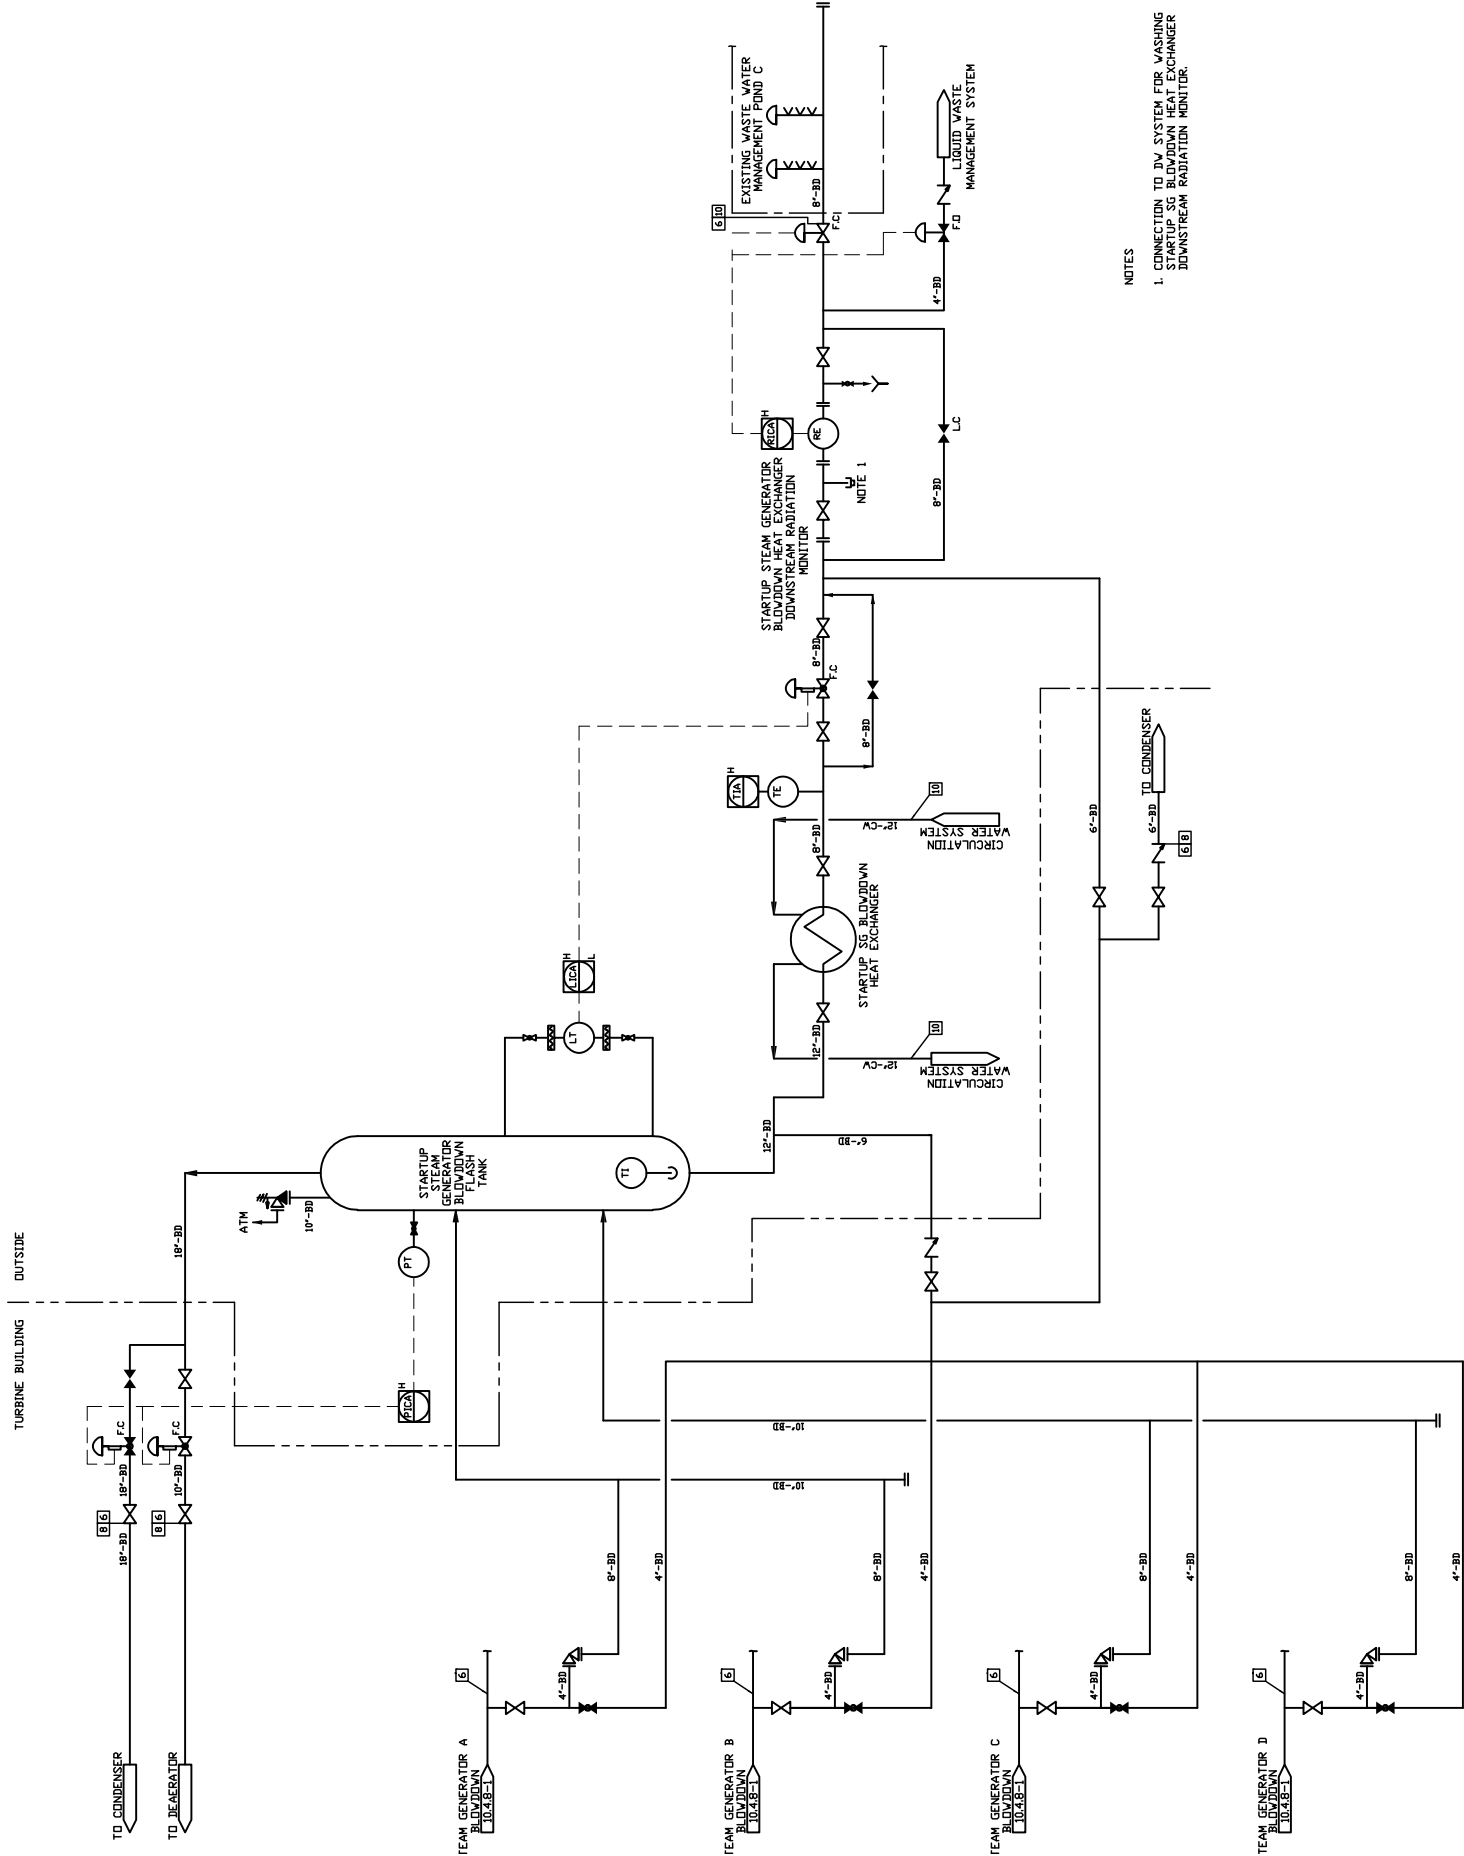 TURBINE BUILDING
OUTSIDE
TO CONDENSER
TO DEAERATOR
18"-BD
18"-BD
10"-BD
18"-BD
8 6
8 6
F.C
F.C
ATM
10"-BD
PICA
H
PT
STARTUP
STEAM
GENERATOR
BLOWDOWN
FLASH
TANK
TI
LT
LICA
H
L
TEAM GENERATOR A
BLOWDOWN
10.4.8-1
6
4"-BD
8"-BD
4"-BD
TEAM GENERATOR B
BLOWDOWN
10.4.8-1
6
4"-BD
8"-BD
4"-BD
TEAM GENERATOR C
BLOWDOWN
10.4.8-1
6
4"-BD
8"-BD
4"-BD
TEAM GENERATOR D
BLOWDOWN
10.4.8-1
6
4"-BD
8"-BD
4"-BD
10"-BD
10"-BD
12"-BD
6"-BD
12"-BD
12"-CW
10
CIRCULATION
WATER SYSTEM
STARTUP SG BLOWDOWN
HEAT EXCHANGER
12"-CW
10
CIRCULATION
WATER SYSTEM
8"-BD
TIA
H
TE
8"-BD
F.C
8"-BD
6"-BD
6"-BD
6 8
TO CONDENSER
STARTUP STEAM GENERATOR
BLOWDOWN HEAT EXCHANGER
DOWNSTREAM RADIATION
MONITOR
NOTE 1
RICA
H
RE
8"-BD
L.C
4"-BD
F.O
F.C
6 10
8"-BD
EXISTING WASTE WATER
MANAGEMENT POND C
LIQUID WASTE
MANAGEMENT SYSTEM
NOTES
1. CONNECTION TO DW SYSTEM FOR WASHING
STARTUP SG BLOWDOWN HEAT EXCHANGER
DOWNSTREAM RADIATION MONITOR.